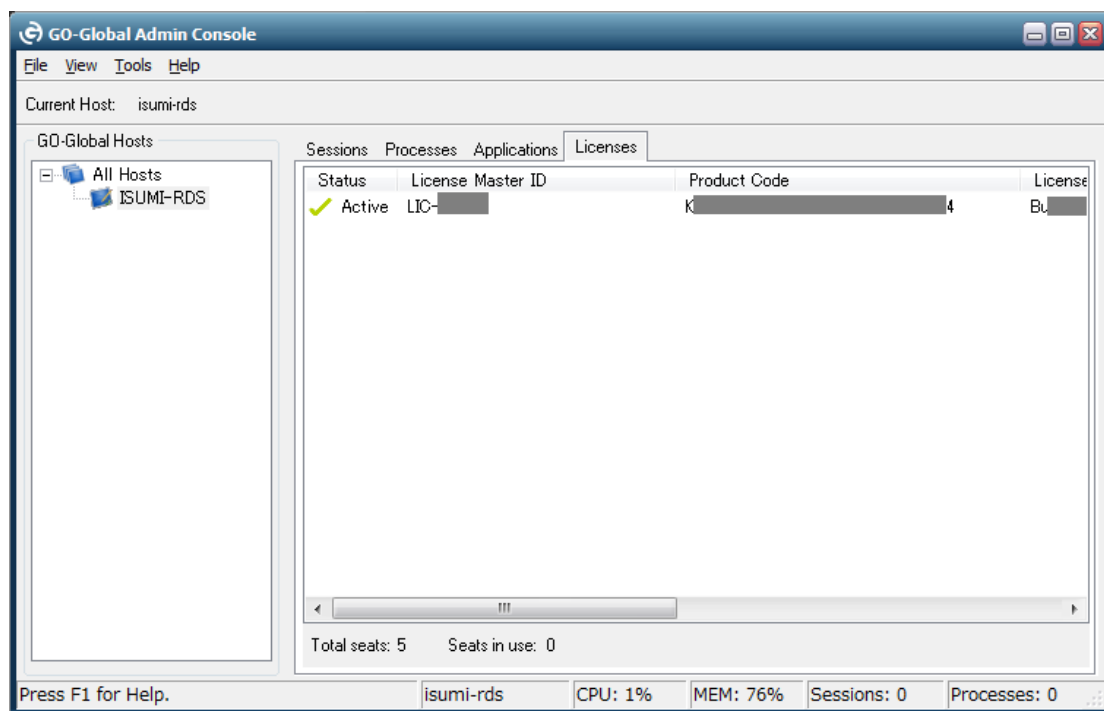 GO-Global Admin Console
File View Tools Help
Current Host: isumi-rds
GO-Global Hosts
All Hosts
ISUMI-RDS
Sessions Processes Applications Licenses
Status License Master ID Product Code License
Active LIC- K 4 Bu
Total seats: 5 Seats in use: 0
Press F1 for Help. isumi-rds CPU: 1% MEM: 76% Sessions: 0 Processes: 0